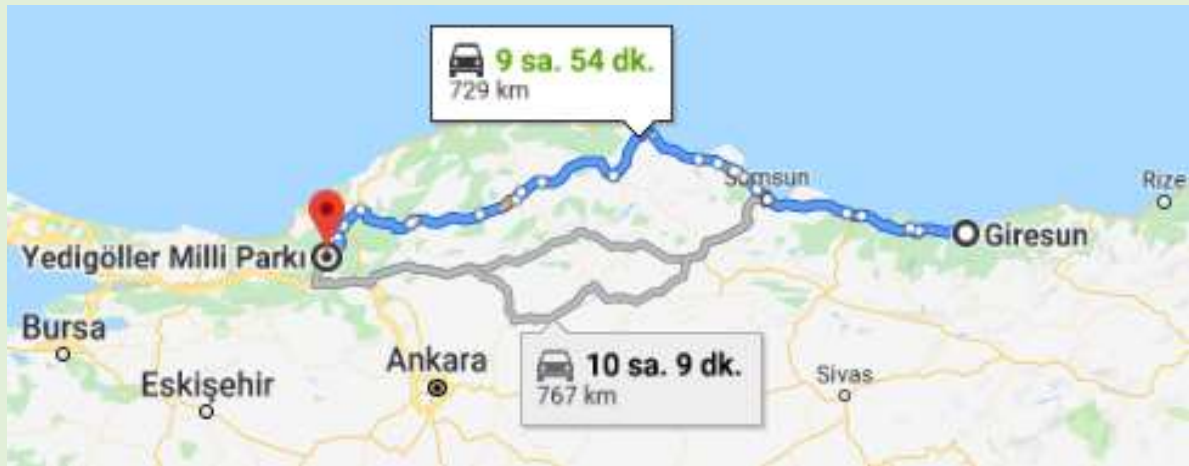 9 sa. 54 dk.
729 km
Samsun
Rize
Giresun
Yedigöller Milli Parkı
Bursa
Ankara
10 sa. 9 dk.
767 km
Sivas
Eskişehir